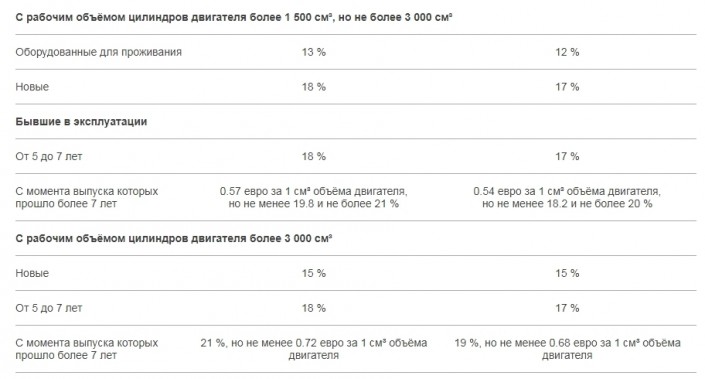 С рабочим объёмом цилиндров двигателя более 1 500 см³, но не более 3 000 см³
Оборудованные для проживания 13 % 12 %
Новые 18 % 17 %
Бывшие в эксплуатации
От 5 до 7 лет 18 % 17 %
С момента выпуска которых прошло более 7 лет
0.57 евро за 1 см³ объёма двигателя, но не менее 19.8 и не более 21 %
0.54 евро за 1 см³ объёма двигателя, но не менее 18.2 и не более 20 %
С рабочим объёмом цилиндров двигателя более 3 000 см³
Новые 15 % 15 %
От 5 до 7 лет 18 % 17 %
С момента выпуска которых прошло более 7 лет
21 %, но не менее 0.72 евро за 1 см³ объёма двигателя
19 %, но не менее 0.68 евро за 1 см³ объёма двигателя